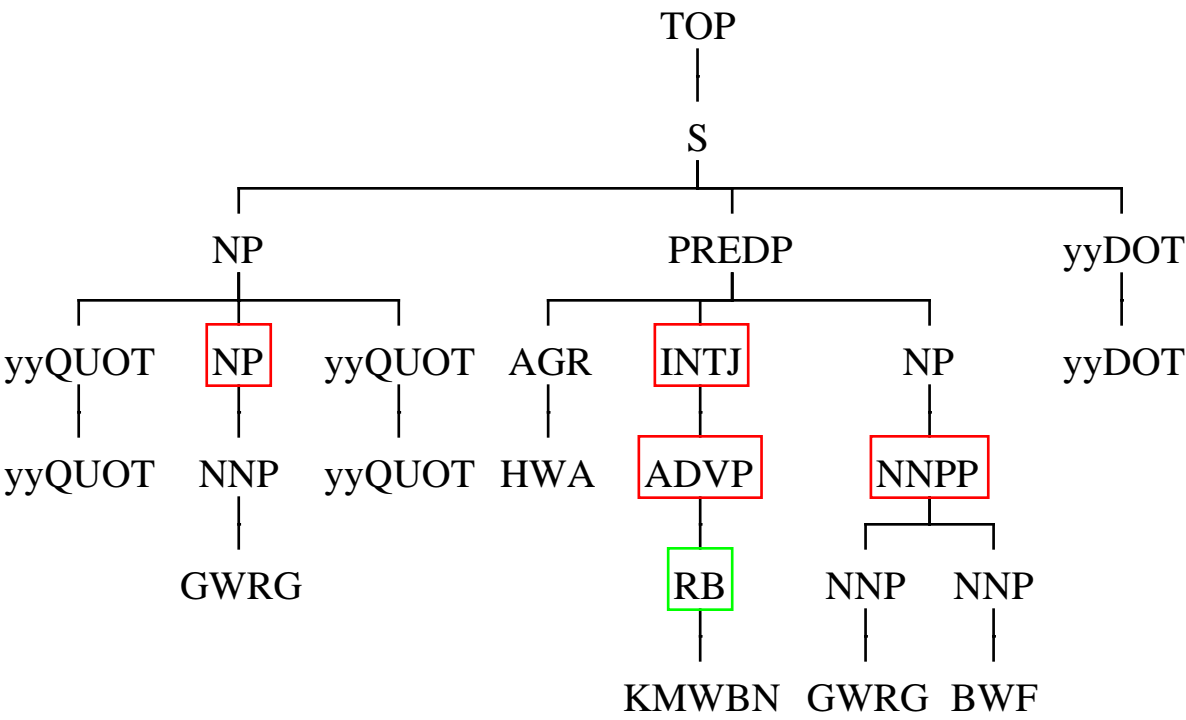 TOP
S
NP PREDP yyDOT
yyQUOT NP yyQUOT AGR INTJ NP yyDOT
yyQUOT NNP yyQUOT HWA ADVP NNPP
GWRG RB NNP NNP
KMWBN GWRG BWF